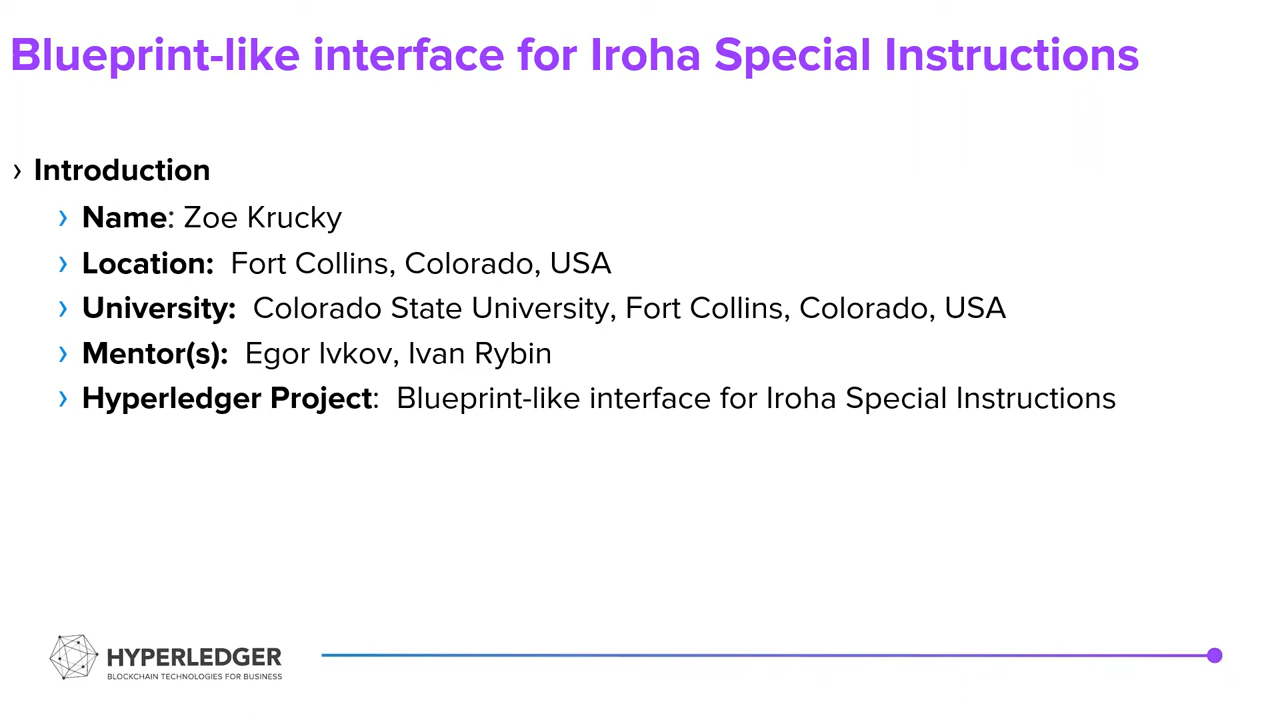 Blueprint-like interface for Iroha Special Instructions
› Introduction
› Name: Zoe Krucky
› Location: Fort Collins, Colorado, USA
› University: Colorado State University, Fort Collins, Colorado, USA
› Mentor(s): Egor Ivkov, Ivan Rybin
› Hyperledger Project: Blueprint-like interface for Iroha Special Instructions
HYPERLEDGER
BLOCKCHAIN TECHNOLOGIES FOR BUSINESS